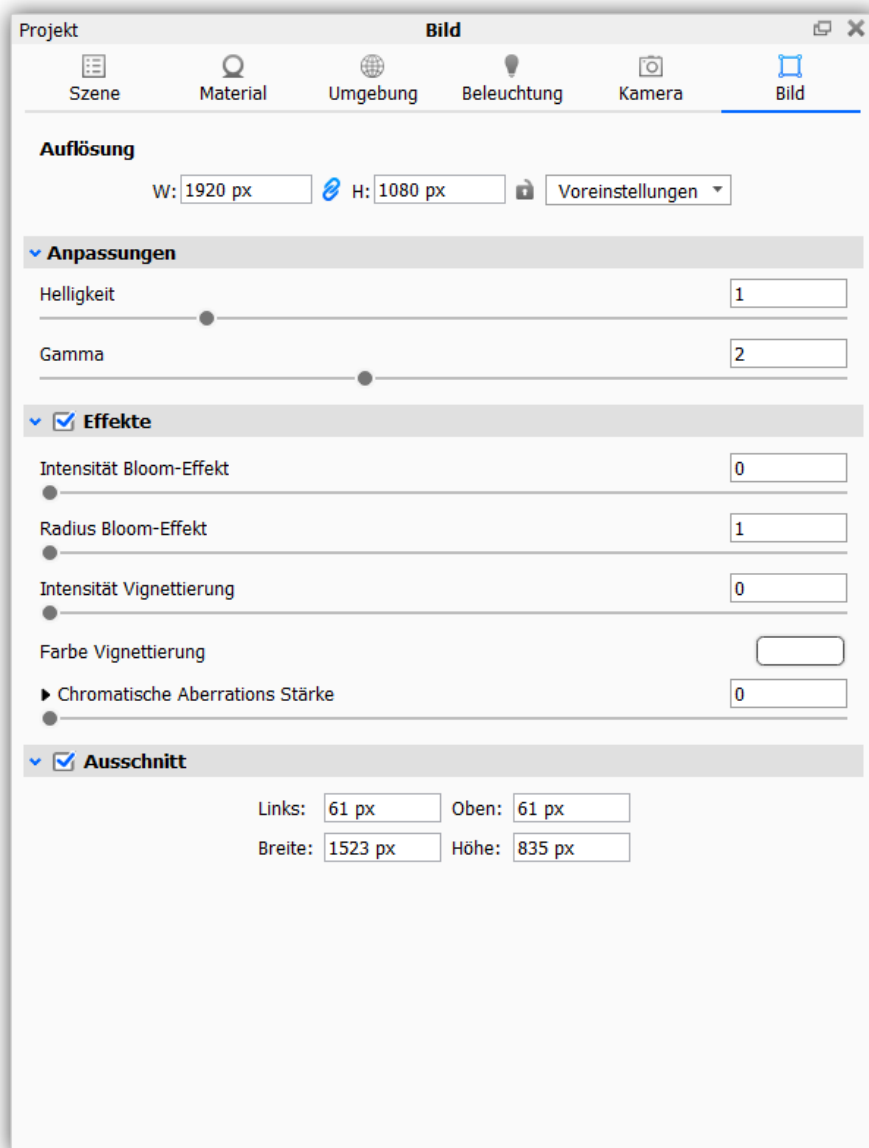 Projekt Bild
Szene Material Umgebung Beleuchtung Kamera Bild
Auflösung
W: 1920 px H: 1080 px Voreinstellungen
Anpassungen
Helligkeit 1
Gamma 2
Effekte
Intensität Bloom-Effekt 0
Radius Bloom-Effekt 1
Intensität Vignettierung 0
Farbe Vignettierung
Chromatische Aberrations Stärke 0
Ausschnitt
Links: 61 px Oben: 61 px
Breite: 1523 px Höhe: 835 px